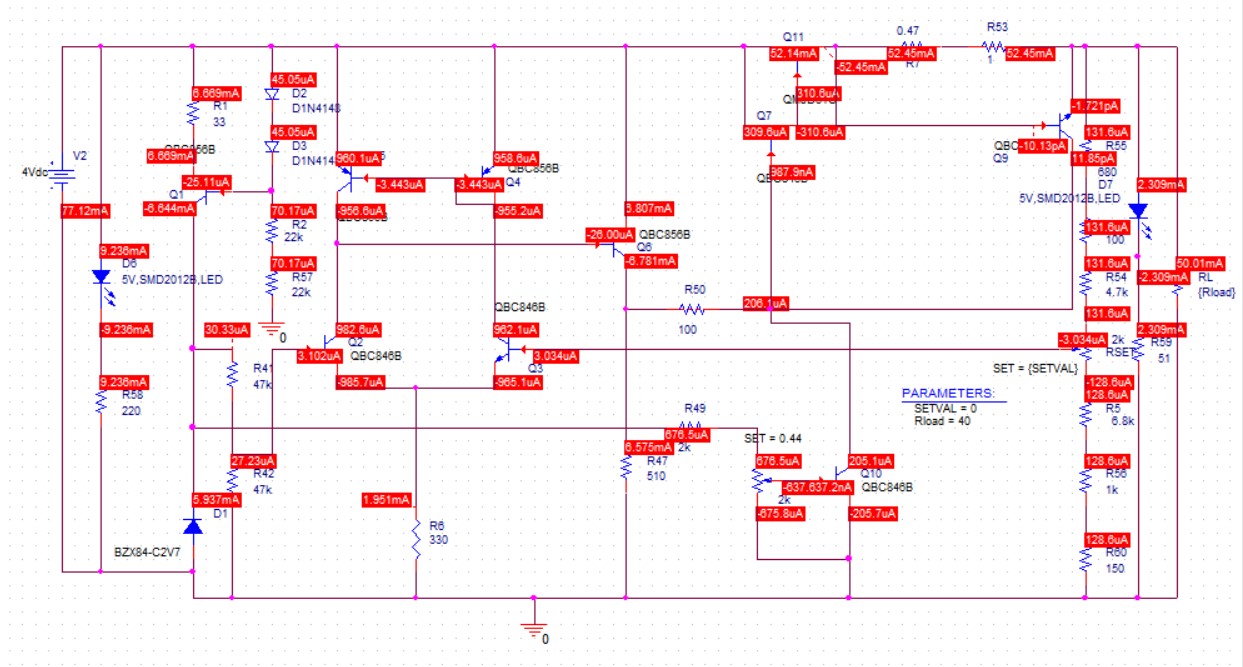 Q11
0.47
R53
52.14mA
52.45mA
52.45mA
R7
1
-52.45mA
45.05uA
D2
D1N4148
6.669mA
R1
33
310.6uA
-1.721pA
Q7
309.6uA
-310.6uA
45.05uA
D3
131.6uA
R55
680
-10.13pA
Q9
11.85pA
6.669mA
960.1uA
958.6uA
QBC856B
Q4
V2
4Vdc
-25.11uA
Q1
-3.443uA
-3.443uA
987.9nA
D7
5V,SMD2012B,LED
2.309mA
77.12mA
-6.644mA
70.17uA
R2
22k
-956.6uA
-955.2uA
6.807mA
131.6uA
100
-26.00uA
QBC856B
Q6
-6.781mA
9.236mA
D6
5V,SMD2012B,LED
70.17uA
R57
22k
131.6uA
R54
4.7k
50.01mA
-2.309mA
RL
{Rload}
R50
100
206.1uA
QBC846B
131.6uA
0
-9.236mA
30.33uA
982.6uA
Q2
QBC846B
3.102uA
962.1uA
3.034uA
Q3
-3.034uA
2k
RSET
2.309mA
R59
51
R41
47k
-985.7uA
-965.1uA
SET = {SETVAL}
9.236mA
R58
220
-128.6uA
128.6uA
R5
6.8k
PARAMETERS:
SETVAL = 0
Rload = 40
R49
676.5uA
2k
SET = 0.44
27.23uA
R42
47k
6.575mA
R47
510
676.5uA
2k
205.1uA
Q10
QBC846B
128.6uA
R56
1k
5.937mA
D1
1.951mA
R6
330
-675.8uA
-205.7uA
BZX84-C2V7
128.6uA
R60
150
0